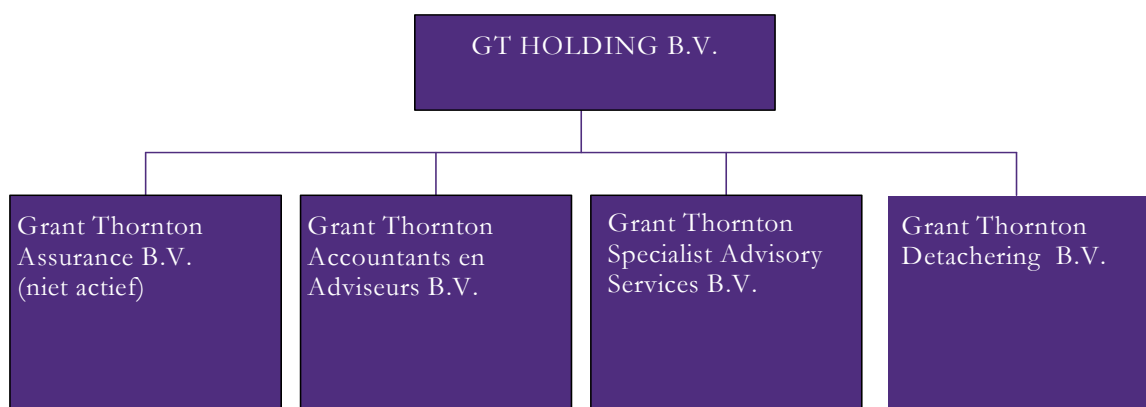 GT HOLDING B.V.
Grant Thornton
Assurance B.V.
(niet actief)
Grant Thornton
Accountants en
Adviseurs B.V.
Grant Thornton
Specialist Advisory
Services B.V.
Grant Thornton
Detachering B.V.